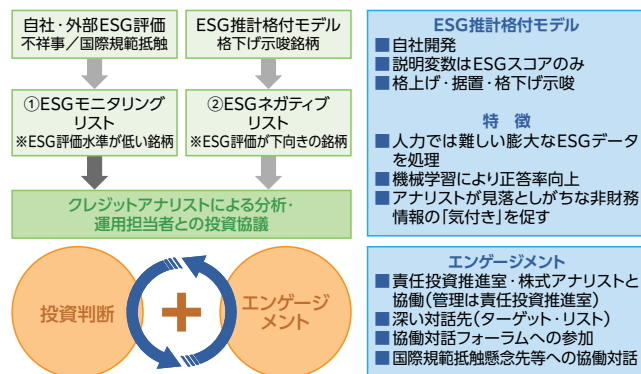 自社・外部ESG評価
不祥事／国際規範抵触
ESG推計格付モデル
格下げ示唆銘柄
①ESGモニタリング
リスト
※ESG評価水準が低い銘柄
②ESGネガティブ
リスト
※ESG評価が下向きの銘柄
クレジットアナリストによる分析・
運用担当者との投資協議
投資判断
+
エンゲージ
メント
ESG推計格付モデル
■自社開発
■説明変数はESGスコアのみ
■格上げ・据置・格下げ示唆
特　徴
■人力では難しい膨大なESGデータ
を処理
■機械学習により正答率向上
■アナリストが見落としがちな非財務
情報の「気付き」を促す
エンゲージメント
■責任投資推進室・株式アナリストと
協働（管理は責任投資推進室）
■深い対話先（ターゲット・リスト）
■協働対話フォーラムへの参加
■国際規範抵触懸念先等への協働対話